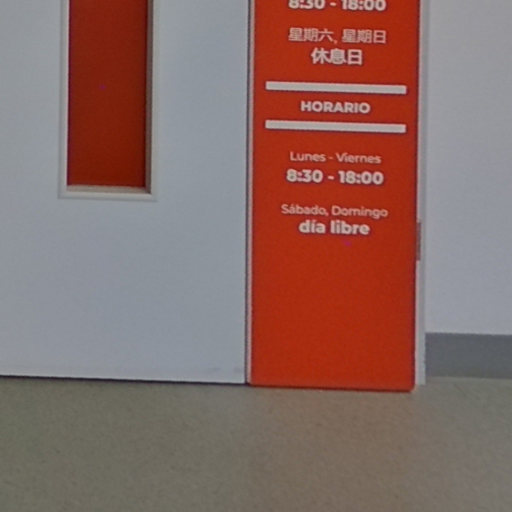 8:30 - 18:00
星期六, 星期日
休息日
HORARIO
Lunes - Viernes
8:30 - 18:00
Sábado, Domingo
día libre